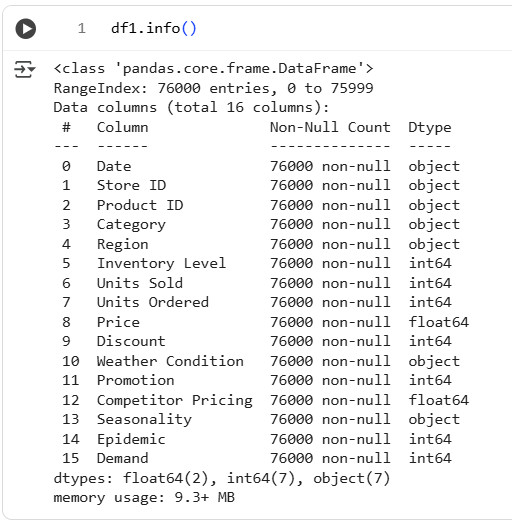 1 df1.info()
<class 'pandas.core.frame.DataFrame'>
RangeIndex: 76000 entries, 0 to 75999
Data columns (total 16 columns):
 #   Column              Non-Null Count  Dtype
---  ------              --------------  -----
 0   Date                76000 non-null  object
 1   Store ID            76000 non-null  object
 2   Product ID          76000 non-null  object
 3   Category            76000 non-null  object
 4   Region              76000 non-null  object
 5   Inventory Level     76000 non-null  int64
 6   Units Sold          76000 non-null  int64
 7   Units Ordered       76000 non-null  int64
 8   Price               76000 non-null  float64
 9   Discount            76000 non-null  int64
 10  Weather Condition   76000 non-null  object
 11  Promotion           76000 non-null  int64
 12  Competitor Pricing  76000 non-null  float64
 13  Seasonality         76000 non-null  object
 14  Epidemic            76000 non-null  int64
 15  Demand              76000 non-null  int64
dtypes: float64(2), int64(7), object(7)
memory usage: 9.3+ MB